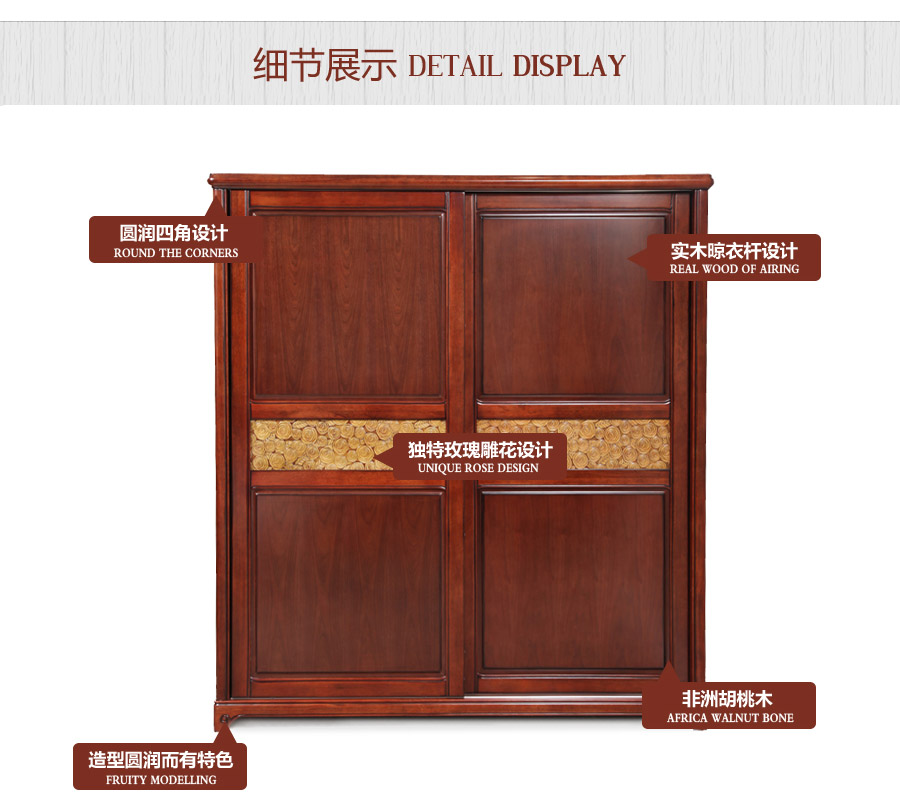 细节展示 DETAIL DISPLAY
圆润四角设计
ROUND THE CORNERS
实木晾衣杆设计
REAL WOOD OF AIRING
独特玫瑰雕花设计
UNIQUE ROSE DESIGN
非洲胡桃木
AFRICA WALNUT BONE
造型圆润而有特色
FRUITY MODELLING